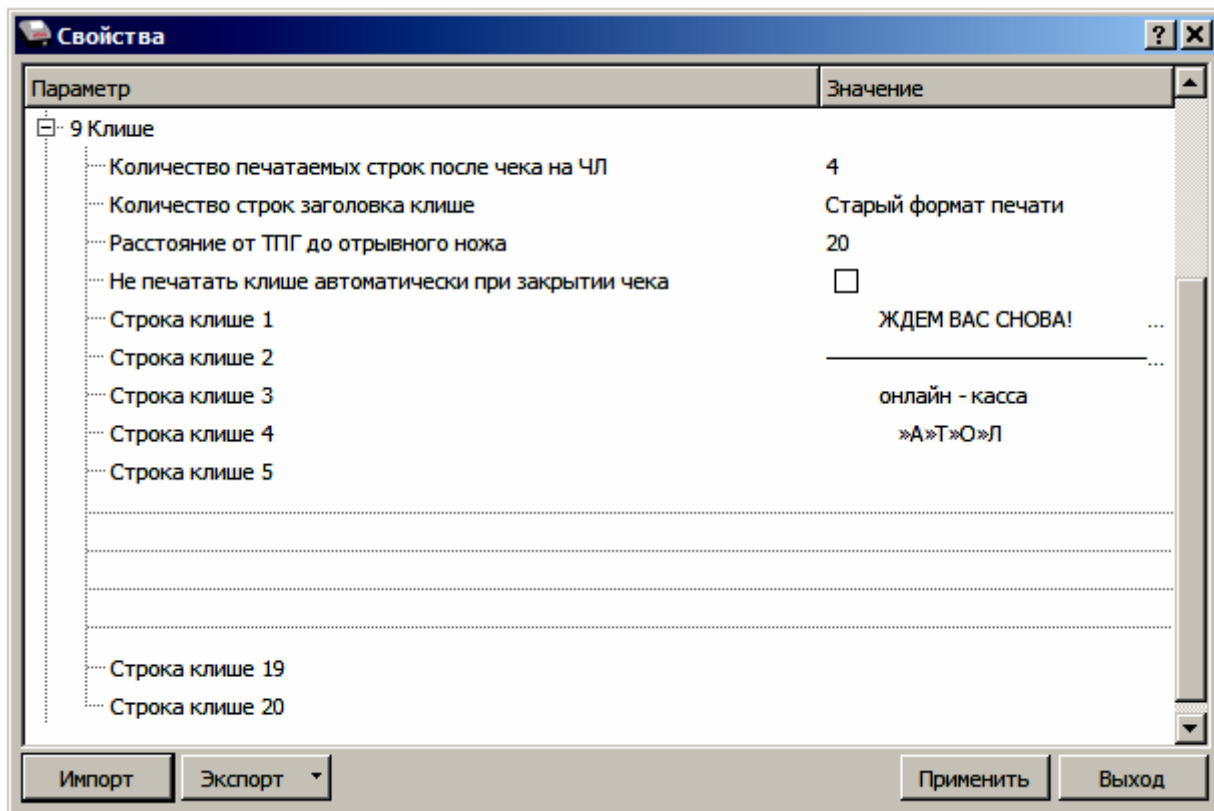 Свойства
Параметр Значение
9 Клише
Количество печатаемых строк после чека на ЧЛ 4
Количество строк заголовка клише Старый формат печати
Расстояние от ТПГ до отрывного ножа 20
Не печатать клише автоматически при закрытии чека
Строка клише 1 ЖДЕМ ВАС СНОВА! ...
Строка клише 2 ————————————————...
Строка клише 3 онлайн - касса
Строка клише 4 »А»Т»О»Л
Строка клише 5
Строка клише 19
Строка клише 20
Импорт Экспорт Применить Выход